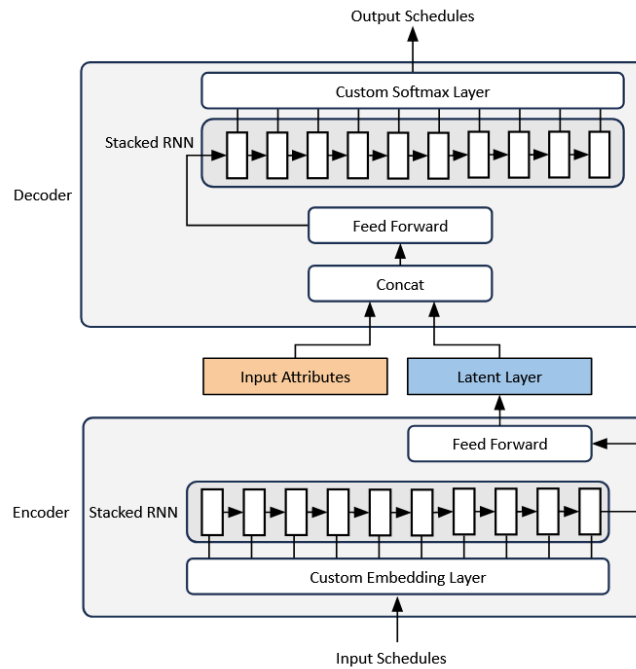 Output Schedules
Custom Softmax Layer
Stacked RNN
Decoder
Feed Forward
Concat
Input Attributes
Latent Layer
Feed Forward
Encoder
Stacked RNN
Custom Embedding Layer
Input Schedules